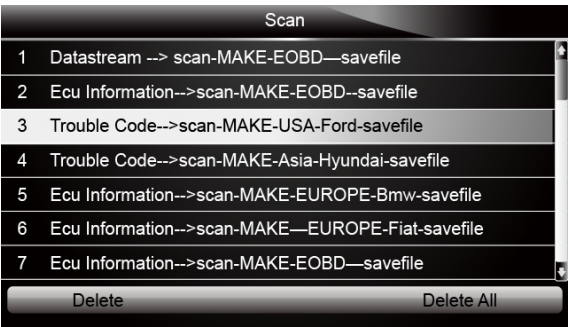 Scan
1 Datastream --> scan-MAKE-EOBD—savefile
2 Ecu Information-->scan-MAKE-EOBD--savefile
3 Trouble Code-->scan-MAKE-USA-Ford-savefile
4 Trouble Code-->scan-MAKE-Asia-Hyundai-savefile
5 Ecu Information-->scan-MAKE-EUROPE-Bmw-savefile
6 Ecu Information-->scan-MAKE—EUROPE-Fiat-savefile
7 Ecu Information-->scan-MAKE-EOBD—savefile
Delete Delete All